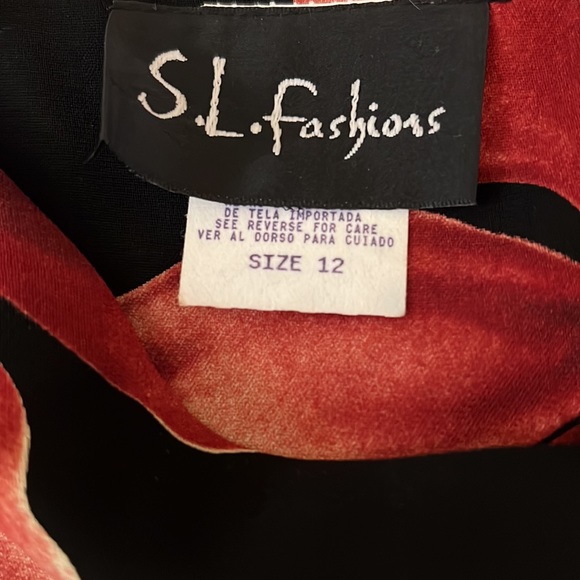 S.L. Fashions
DE TELA IMPORTADA
SEE REVERSE FOR CARE
VER AL DORSO PARA CUIADO
SIZE 12